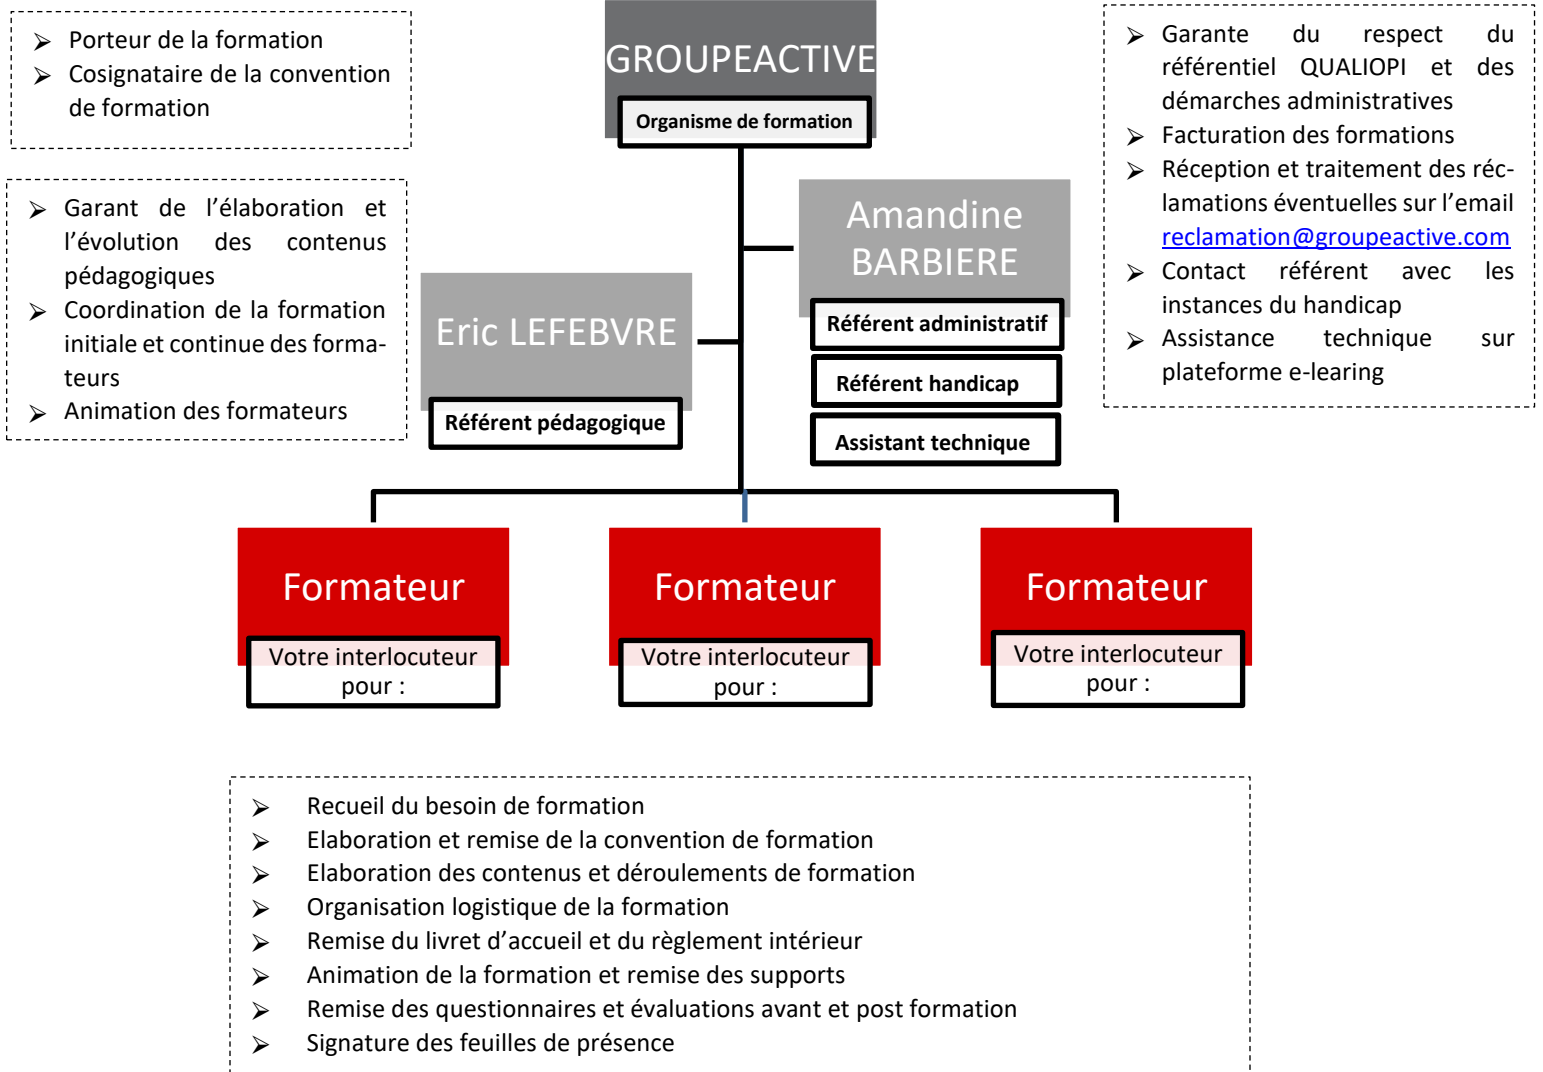 ➢ Porteur de la formation
➢ Cosignataire de la convention
de formation
GROUPEACTIVE
Organisme de formation
➢ Garante du respect du
référentiel QUALIOPI et des
démarches administratives
➢ Facturation des formations
➢ Réception et traitement des réc-
lamations éventuelles sur l’email
reclamation@groupeactive.com
➢ Contact référent avec les
instances du handicap
➢ Assistance technique sur
plateforme e-learing
➢ Garant de l’élaboration et
l’évolution des contenus
pédagogiques
➢ Coordination de la formation
initiale et continue des forma-
teurs
➢ Animation des formateurs
Eric LEFEBVRE
Référent pédagogique
Amandine
BARBIERE
Référent administratif
Référent handicap
Assistant technique
Formateur
Votre interlocuteur
pour :
Formateur
Votre interlocuteur
pour :
Formateur
Votre interlocuteur
pour :
➢ Recueil du besoin de formation
➢ Elaboration et remise de la convention de formation
➢ Elaboration des contenus et déroulements de formation
➢ Organisation logistique de la formation
➢ Remise du livret d’accueil et du règlement intérieur
➢ Animation de la formation et remise des supports
➢ Remise des questionnaires et évaluations avant et post formation
➢ Signature des feuilles de présence